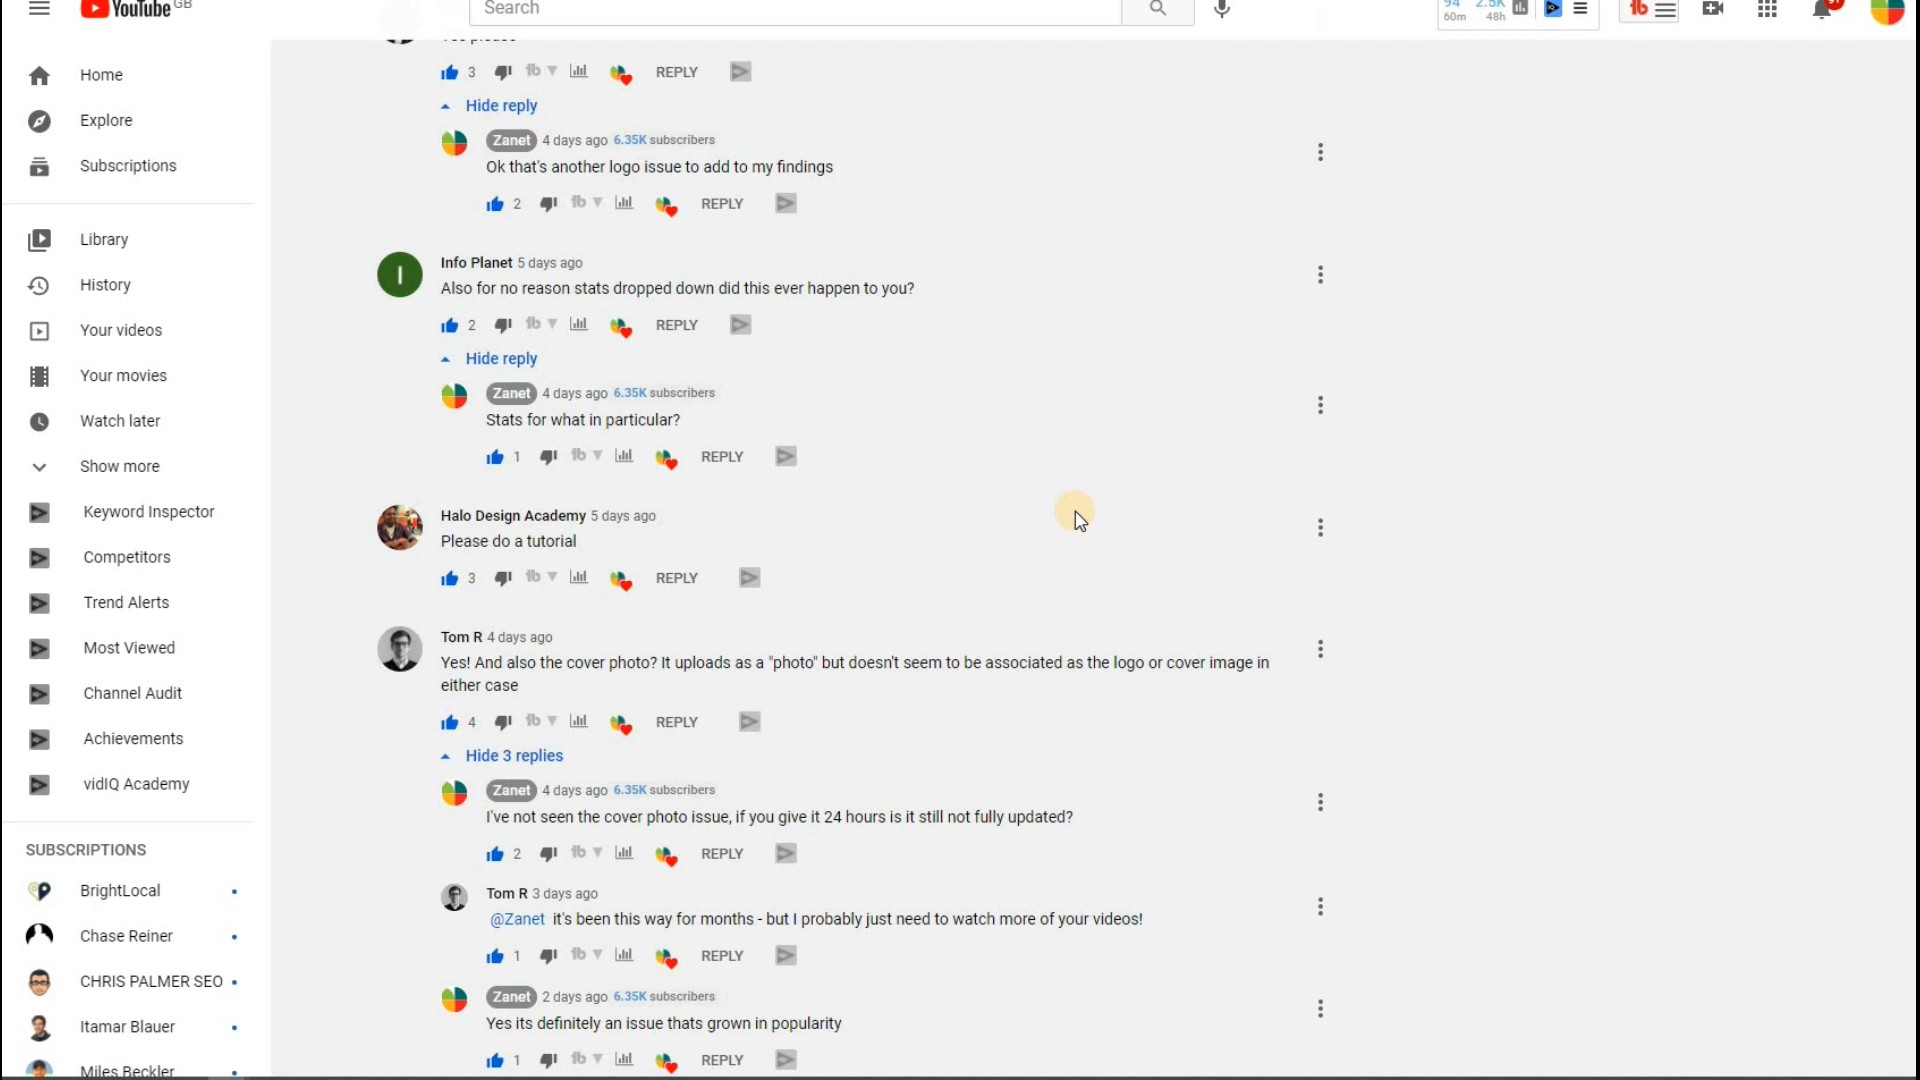 YouTube GB
Search
94 2.5K
60m 48h
Home
Explore
Subscriptions
Library
History
Your videos
Your movies
Watch later
Show more
Keyword Inspector
Competitors
Trend Alerts
Most Viewed
Channel Audit
Achievements
vidIQ Academy
SUBSCRIPTIONS
BrightLocal
Chase Reiner
CHRIS PALMER SEO
Itamar Blauer
Miles Beckler
3 REPLY
Hide reply
Zanet 4 days ago 6.35K subscribers
Ok that's another logo issue to add to my findings
2 REPLY
I
Info Planet 5 days ago
Also for no reason stats dropped down did this ever happen to you?
2 REPLY
Hide reply
Zanet 4 days ago 6.35K subscribers
Stats for what in particular?
1 REPLY
Halo Design Academy 5 days ago
Please do a tutorial
3 REPLY
Tom R 4 days ago
Yes! And also the cover photo? It uploads as a "photo" but doesn't seem to be associated as the logo or cover image in
either case
4 REPLY
Hide 3 replies
Zanet 4 days ago 6.35K subscribers
I've not seen the cover photo issue, if you give it 24 hours is it still not fully updated?
2 REPLY
Tom R 3 days ago
@Zanet it's been this way for months - but I probably just need to watch more of your videos!
1 REPLY
Zanet 2 days ago 6.35K subscribers
Yes its definitely an issue thats grown in popularity
1 REPLY